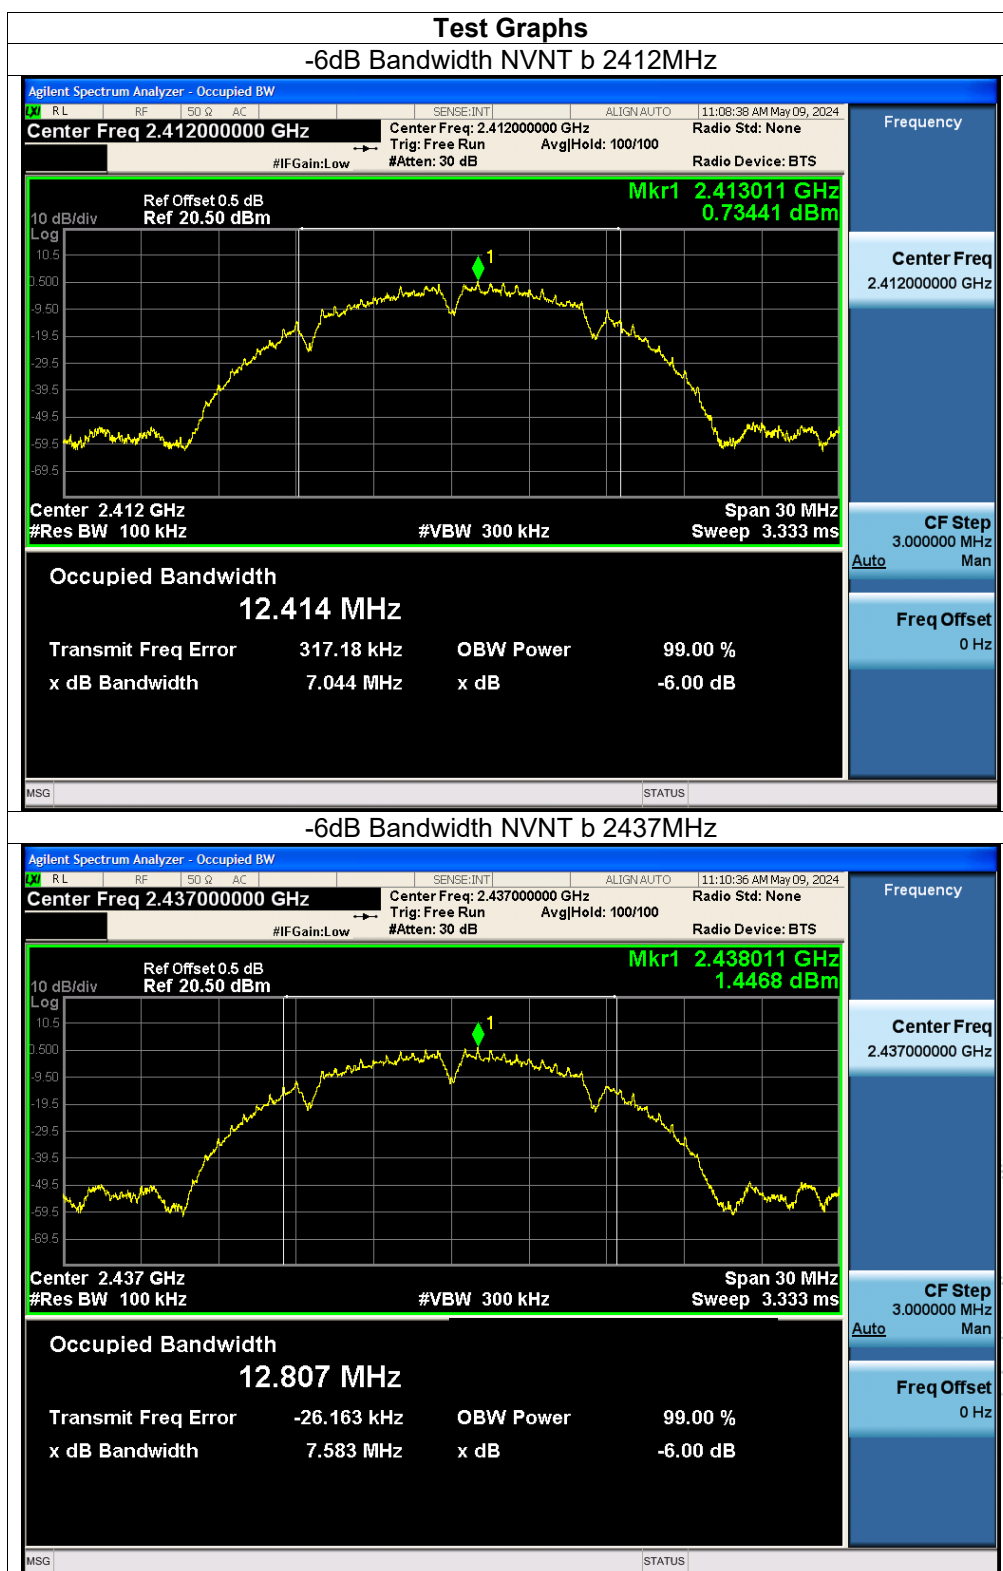 Test Graphs
-6dB Bandwidth NVNT b 2412MHz
Agilent Spectrum Analyzer - Occupied BW
LXI RL RF 50 Ω AC SENSE:INT ALIGN AUTO 11:08:38 AM May 09, 2024
Center Freq 2.412000000 GHz Center Freq: 2.412000000 GHz Radio Std: None Frequency
Trig: Free Run Avg|Hold: 100/100
#IFGain:Low #Atten: 30 dB Radio Device: BTS
Mkr1 2.413011 GHz
Ref Offset 0.5 dB
10 dB/div Ref 20.50 dBm 0.73441 dBm
Log
10.5
0.500
-9.50
-19.5
-29.5
-39.5
-49.5
-59.5
-69.5
1
Center 2.412 GHz Span 30 MHz
#Res BW 100 kHz #VBW 300 kHz Sweep 3.333 ms
Center Freq
2.412000000 GHz
CF Step
3.000000 MHz
Auto Man
Freq Offset
0 Hz
Occupied Bandwidth
12.414 MHz
Transmit Freq Error 317.18 kHz OBW Power 99.00 %
x dB Bandwidth 7.044 MHz x dB -6.00 dB
MSG STATUS
-6dB Bandwidth NVNT b 2437MHz
Agilent Spectrum Analyzer - Occupied BW
LXI RL RF 50 Ω AC SENSE:INT ALIGN AUTO 11:10:36 AM May 09, 2024
Center Freq 2.437000000 GHz Center Freq: 2.437000000 GHz Radio Std: None Frequency
Trig: Free Run Avg|Hold: 100/100
#IFGain:Low #Atten: 30 dB Radio Device: BTS
Mkr1 2.438011 GHz
Ref Offset 0.5 dB
10 dB/div Ref 20.50 dBm 1.4468 dBm
Log
10.5
0.500
-9.50
-19.5
-29.5
-39.5
-49.5
-59.5
-69.5
1
Center 2.437 GHz Span 30 MHz
#Res BW 100 kHz #VBW 300 kHz Sweep 3.333 ms
Center Freq
2.437000000 GHz
CF Step
3.000000 MHz
Auto Man
Freq Offset
0 Hz
Occupied Bandwidth
12.807 MHz
Transmit Freq Error -26.163 kHz OBW Power 99.00 %
x dB Bandwidth 7.583 MHz x dB -6.00 dB
MSG STATUS